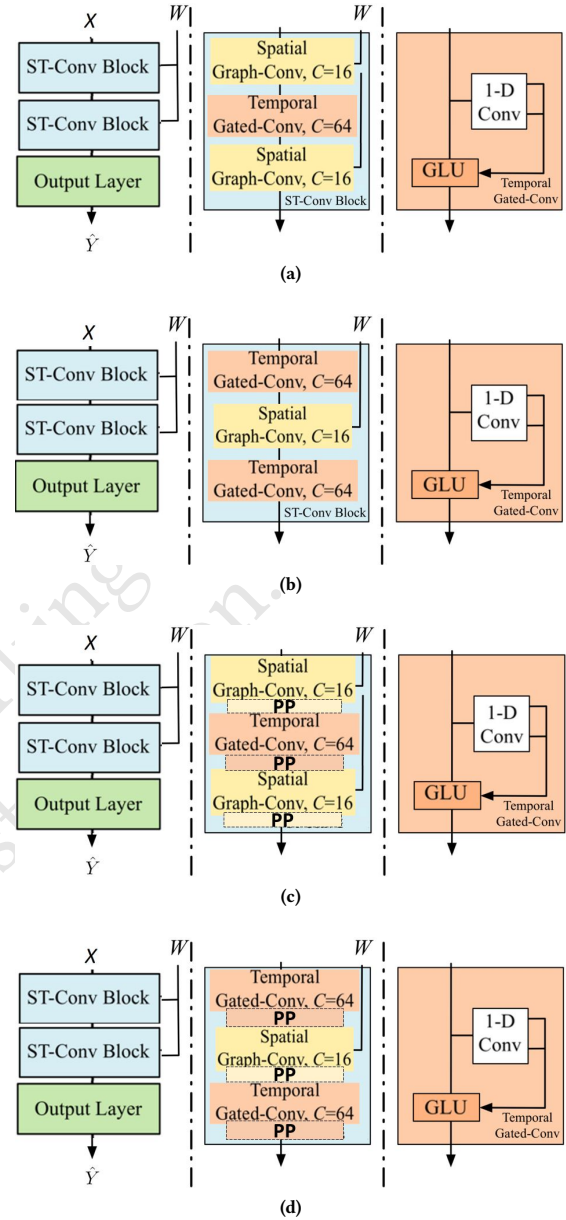 X
W
W
ST-Conv Block
ST-Conv Block
Output Layer
Ŷ
Spatial
Graph-Conv, C=16
Temporal
Gated-Conv, C=64
Spatial
Graph-Conv, C=16
ST-Conv Block
1-D
Conv
GLU
Temporal
Gated-Conv
(a)
X
W
W
ST-Conv Block
ST-Conv Block
Output Layer
Ŷ
Temporal
Gated-Conv, C=64
Spatial
Graph-Conv, C=16
Temporal
Gated-Conv, C=64
ST-Conv Block
1-D
Conv
GLU
Temporal
Gated-Conv
(b)
X
W
W
ST-Conv Block
ST-Conv Block
Output Layer
Ŷ
Spatial
Graph-Conv, C=16
PP
Temporal
Gated-Conv, C=64
PP
Spatial
Graph-Conv, C=16
PP
1-D
Conv
GLU
Temporal
Gated-Conv
(c)
X
W
W
ST-Conv Block
ST-Conv Block
Output Layer
Ŷ
Temporal
Gated-Conv, C=64
PP
Spatial
Graph-Conv, C=16
PP
Temporal
Gated-Conv, C=64
PP
1-D
Conv
GLU
Temporal
Gated-Conv
(d)